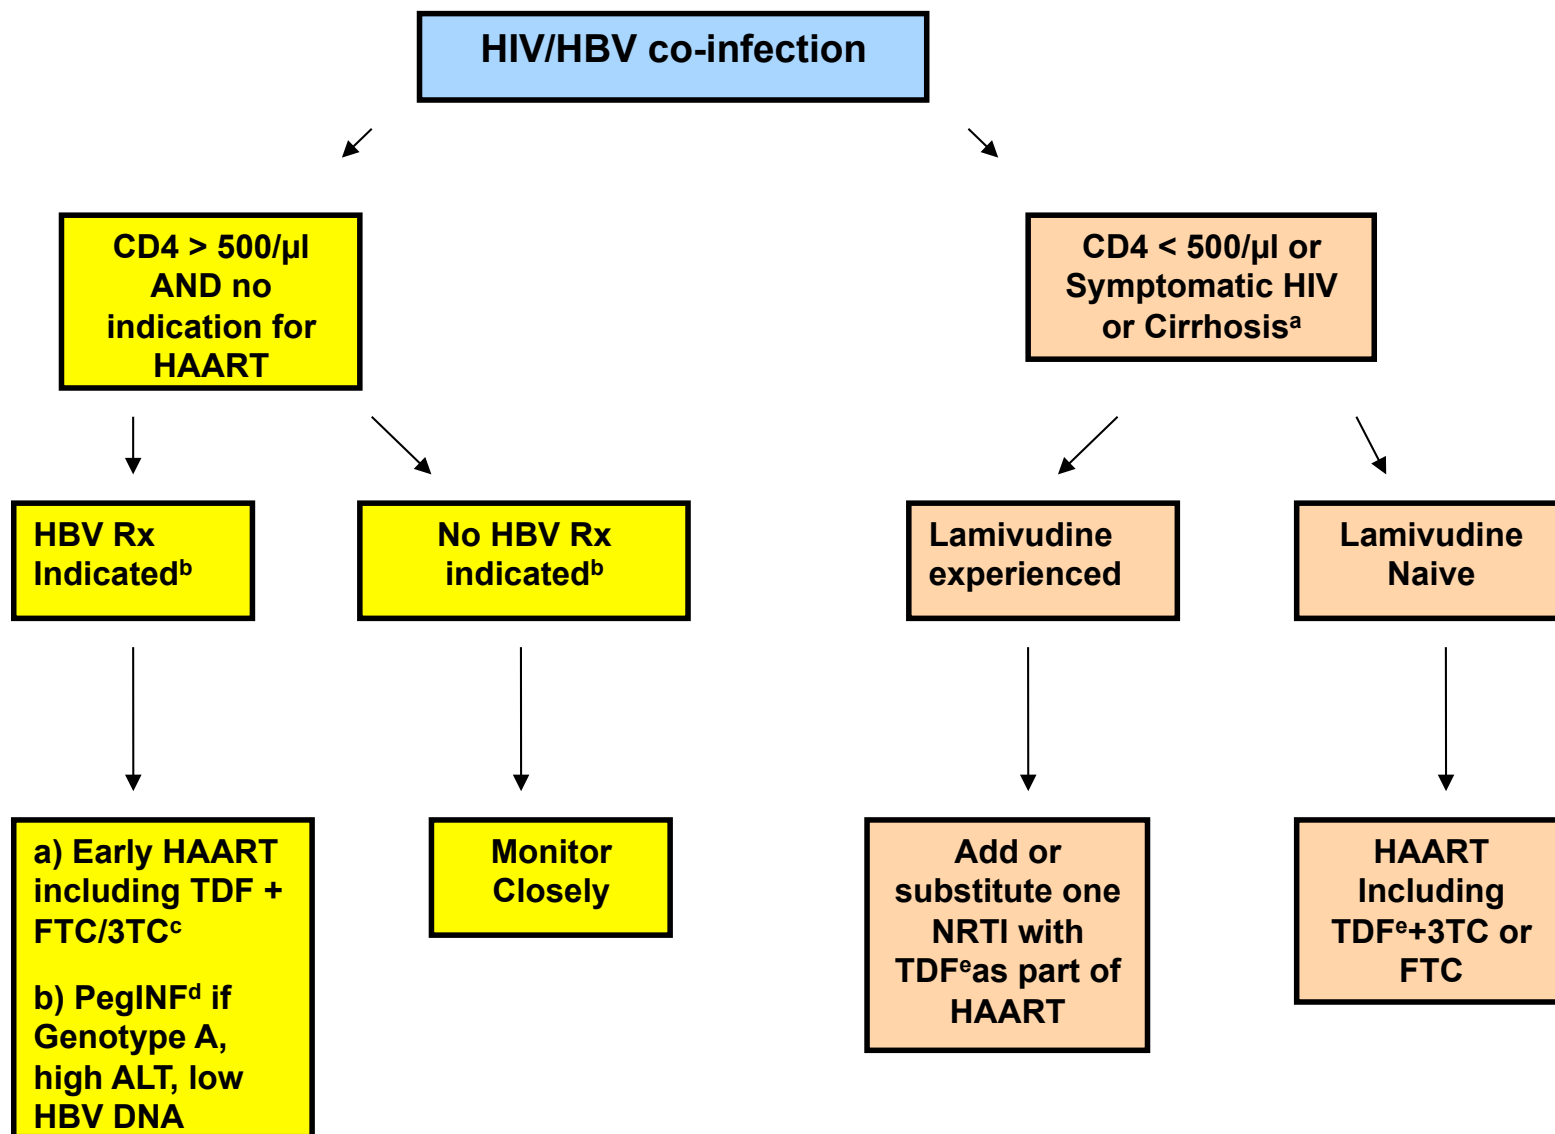 HIV/HBV co-infection
CD4 > 500/µl
AND no
indication for
HAART
CD4 < 500/µl or
Symptomatic HIV
or Cirrhosisᵃ
HBV Rx
Indicatedᵇ
No HBV Rx
indicatedᵇ
Lamivudine
experienced
Lamivudine
Naive
a) Early HAART
including TDF +
FTC/3TCᶜ
b) PegINFᵈ if
Genotype A,
high ALT, low
HBV DNA
Monitor
Closely
Add or
substitute one
NRTI with
TDFᵉas part of
HAART
HAART
Including
TDFᵉ+3TC or
FTC